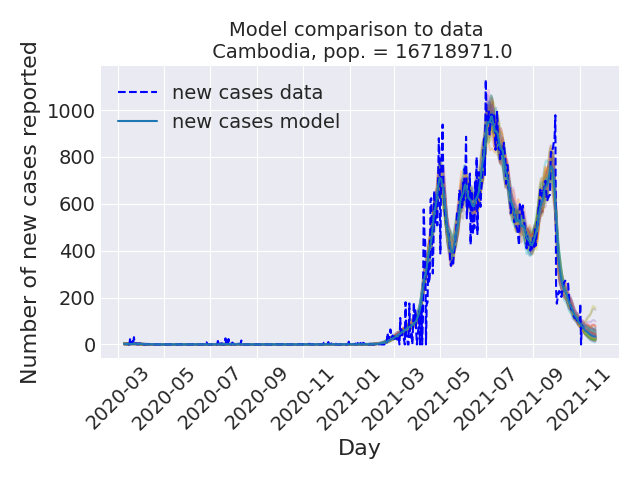 Model comparison to data
Cambodia, pop. = 16718971.0
Number of new cases reported
1000
800
600
400
200
0
new cases data
new cases model
2020-03
2020-05
2020-07
2020-09
2020-11
2021-01
2021-03
2021-05
2021-07
2021-09
2021-11
Day